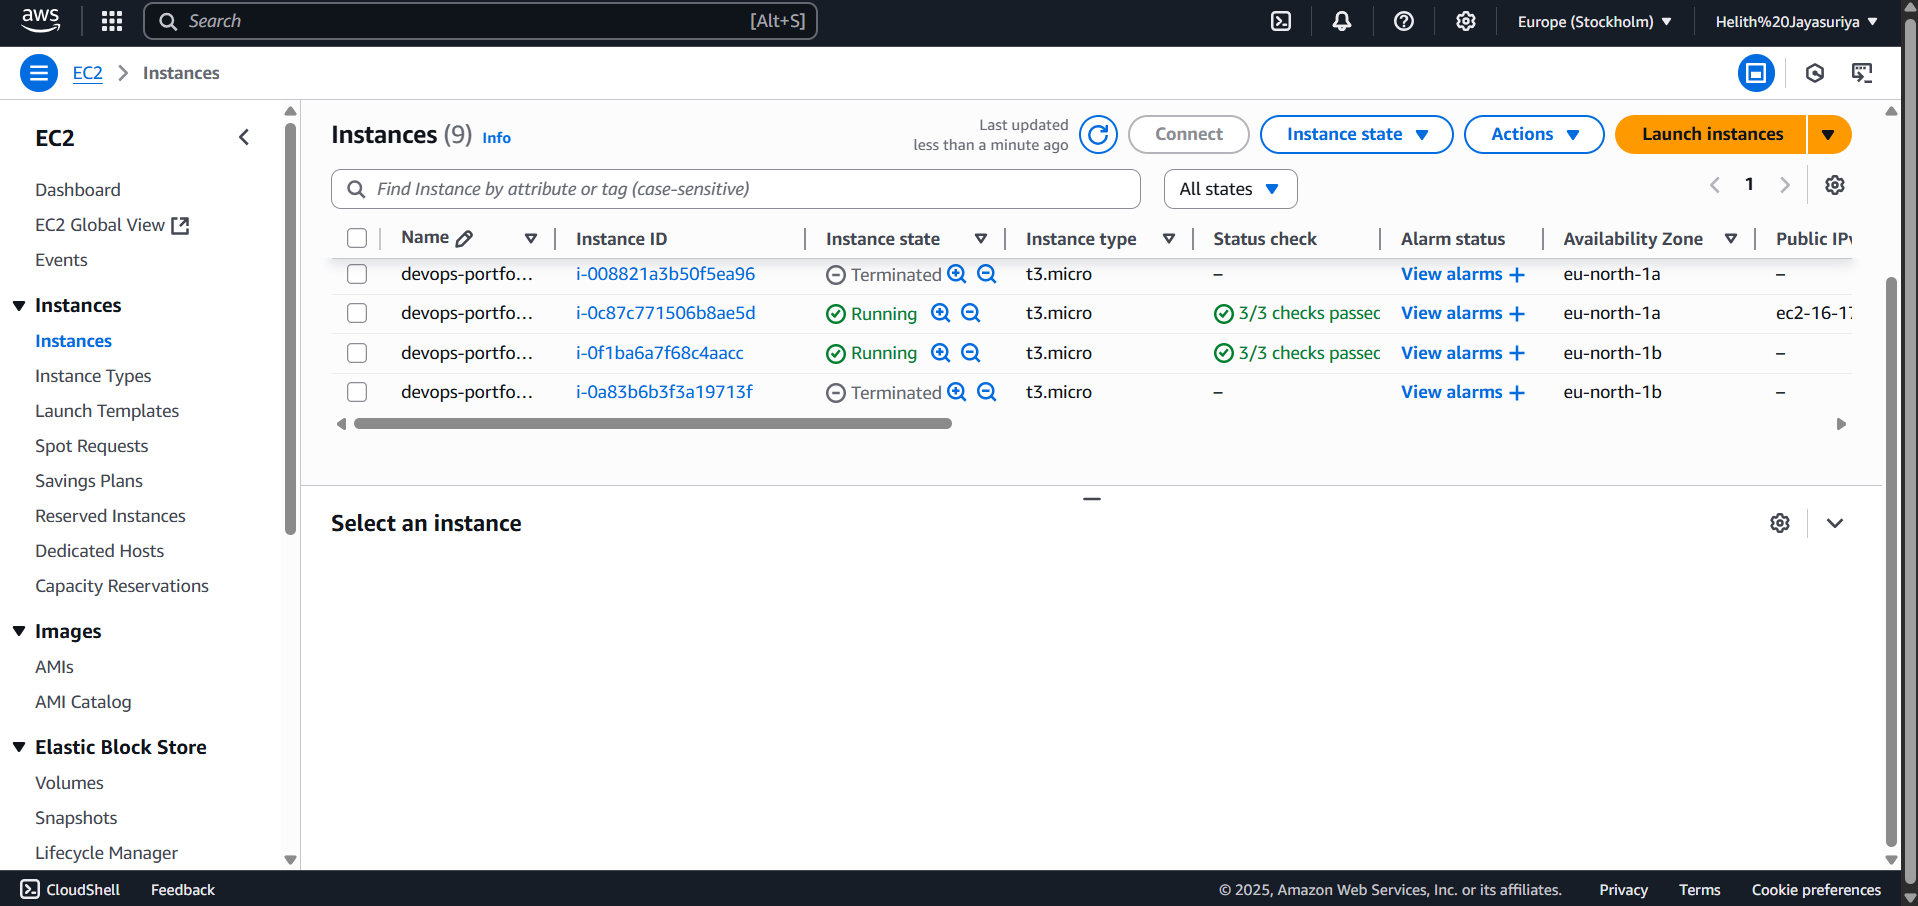 aws
Search [Alt+S]
Europe (Stockholm)
Helith%20Jayasuriya
EC2
Instances
EC2
Dashboard
EC2 Global View
Events
Instances
Instances
Instance Types
Launch Templates
Spot Requests
Savings Plans
Reserved Instances
Dedicated Hosts
Capacity Reservations
Images
AMIs
AMI Catalog
Elastic Block Store
Volumes
Snapshots
Lifecycle Manager
Instances (9) Info
Last updated
less than a minute ago
Connect
Instance state
Actions
Launch instances
Find Instance by attribute or tag (case-sensitive)
All states
1
Name Instance ID Instance state Instance type Status check Alarm status Availability Zone Public IPv
devops-portfo... i-008821a3b50f5ea96 Terminated t3.micro – View alarms + eu-north-1a –
devops-portfo... i-0c87c771506b8ae5d Running t3.micro 3/3 checks passed View alarms + eu-north-1a ec2-16-17
devops-portfo... i-0f1ba6a7f68c4aacc Running t3.micro 3/3 checks passed View alarms + eu-north-1b –
devops-portfo... i-0a83b6b3f3a19713f Terminated t3.micro – View alarms + eu-north-1b –
Select an instance
CloudShell
Feedback
© 2025, Amazon Web Services, Inc. or its affiliates.
Privacy
Terms
Cookie preferences